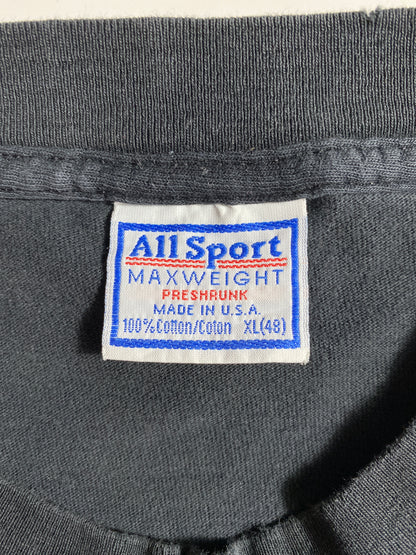 All Sport
MAXWEIGHT
PRESHRUNK
MADE IN U.S.A.
100% Cotton/Coton XL(48)